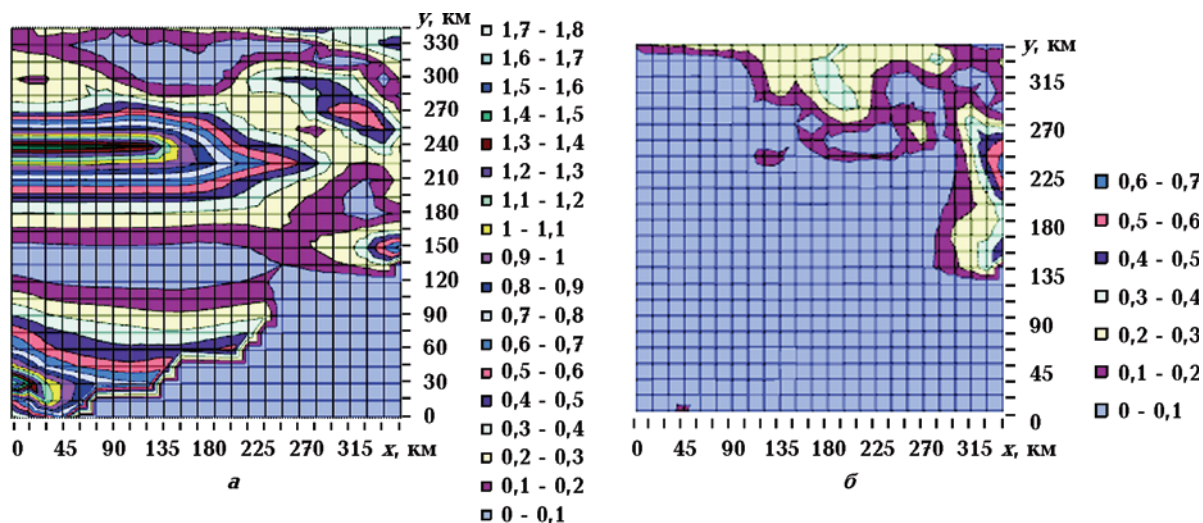 y, км
330
300
270
240
210
180
150
120
90
60
30
0
0 45 90 135 180 225 270 315 x, км
а
1,7 - 1,8
1,6 - 1,7
1,5 - 1,6
1,4 - 1,5
1,3 - 1,4
1,2 - 1,3
1,1 - 1,2
1 - 1,1
0,9 - 1
0,8 - 0,9
0,7 - 0,8
0,6 - 0,7
0,5 - 0,6
0,4 - 0,5
0,3 - 0,4
0,2 - 0,3
0,1 - 0,2
0 - 0,1
y, км
315
270
225
180
135
90
45
0
0 45 90 135 180 225 270 315 x, км
б
0,6 - 0,7
0,5 - 0,6
0,4 - 0,5
0,3 - 0,4
0,2 - 0,3
0,1 - 0,2
0 - 0,1